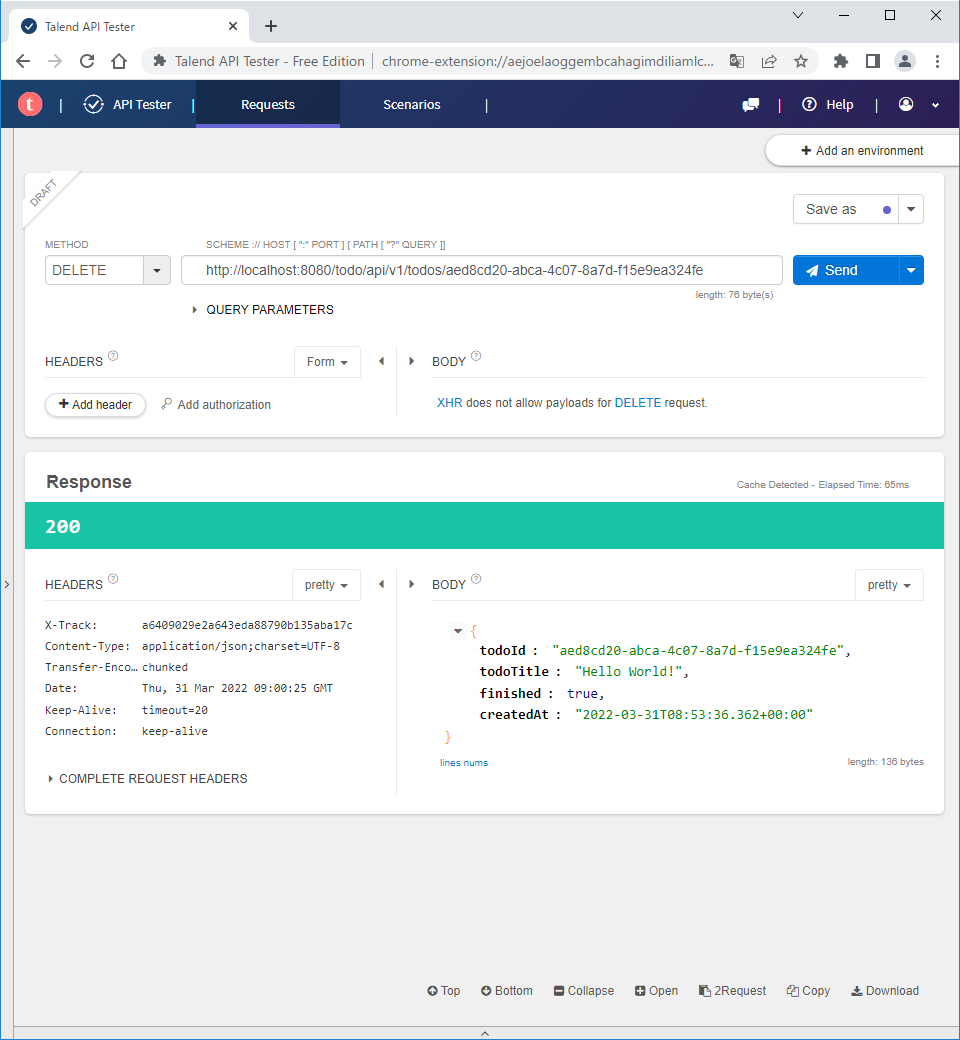 Talend API Tester
Talend API Tester - Free Edition | chrome-extension://aejoelaoggembcahagimdiliamlc...
t | API Tester | Requests Scenarios | | Help |
Add an environment
DRAFT
Save as
METHOD SCHEME :// HOST [ ":" PORT ] [ PATH [ "?" QUERY ]]
DELETE http://localhost:8080/todo/api/v1/todos/aed8cd20-abca-4c07-8a7d-f15e9ea324fe Send
length: 76 byte(s)
QUERY PARAMETERS
HEADERS ? Form BODY ?
Add header Add authorization XHR does not allow payloads for DELETE request.
Response
Cache Detected - Elapsed Time: 65ms
200
HEADERS ? pretty BODY ? pretty
X-Track: a6409029e2a643eda88790b135aba17c
Content-Type: application/json;charset=UTF-8
Transfer-Enco… chunked
Date: Thu, 31 Mar 2022 09:00:25 GMT
Keep-Alive: timeout=20
Connection: keep-alive
COMPLETE REQUEST HEADERS
{
todoId : "aed8cd20-abca-4c07-8a7d-f15e9ea324fe",
todoTitle : "Hello World!",
finished : true,
createdAt : "2022-03-31T08:53:36.362+00:00"
}
lines nums length: 136 bytes
Top Bottom Collapse Open 2Request Copy Download